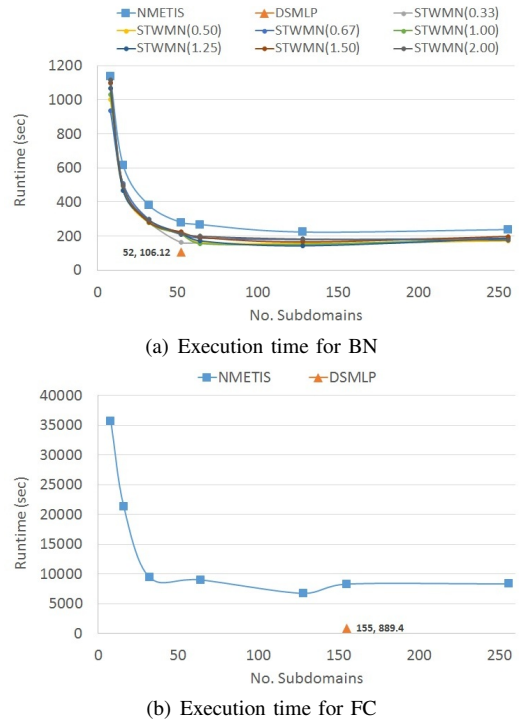 NMETIS DSMLP STWMN(0.33)
STWMN(0.50) STWMN(0.67) STWMN(1.00)
STWMN(1.25) STWMN(1.50) STWMN(2.00)
1200
1000
800
600
400
200
0
Runtime (sec)
52, 106.12
0 50 100 150 200 250
No. Subdomains
(a) Execution time for BN
NMETIS DSMLP
40000
35000
30000
25000
20000
15000
10000
5000
0
Runtime (sec)
155, 889.4
0 50 100 150 200 250
No. Subdomains
(b) Execution time for FC